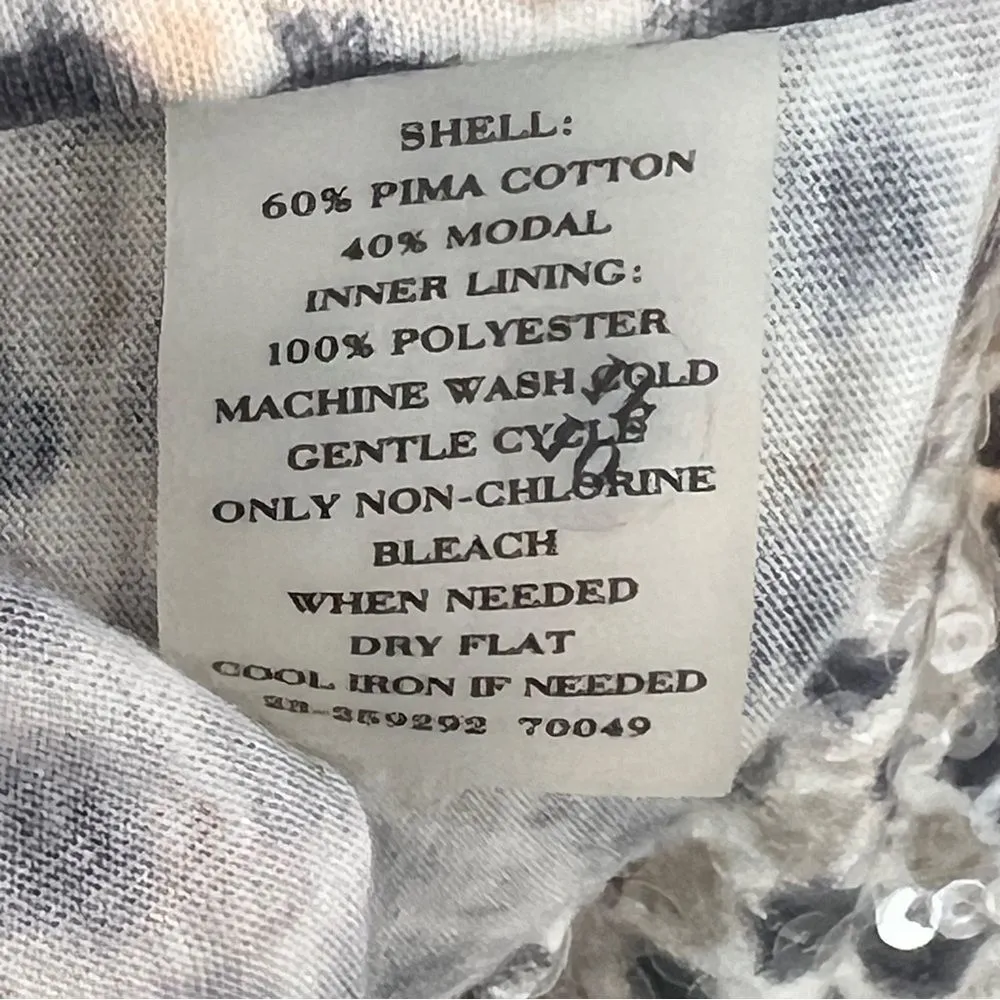 SHELL:
60% PIMA COTTON
40% MODAL
INNER LINING:
100% POLYESTER
MACHINE WASH COLD
GENTLE CYCLE
ONLY NON-CHLORINE
BLEACH
WHEN NEEDED
DRY FLAT
COOL IRON IF NEEDED
70049